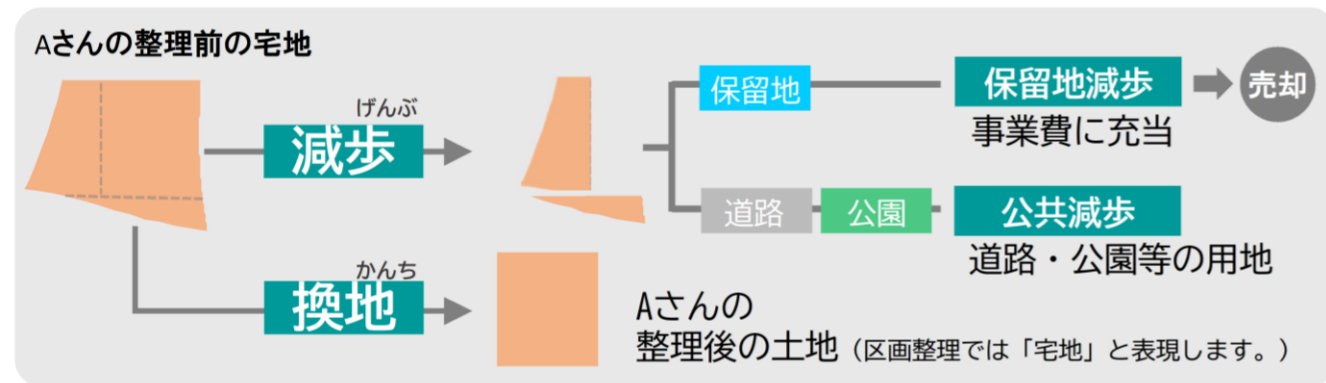 Aさんの整理前の宅地
げんぶ
減歩
保留地
保留地減歩
売却
事業費に充当
道路
公園
公共減歩
道路・公園等の用地
かんち
換地
Aさんの
整理後の土地（区画整理では「宅地」と表現します。）